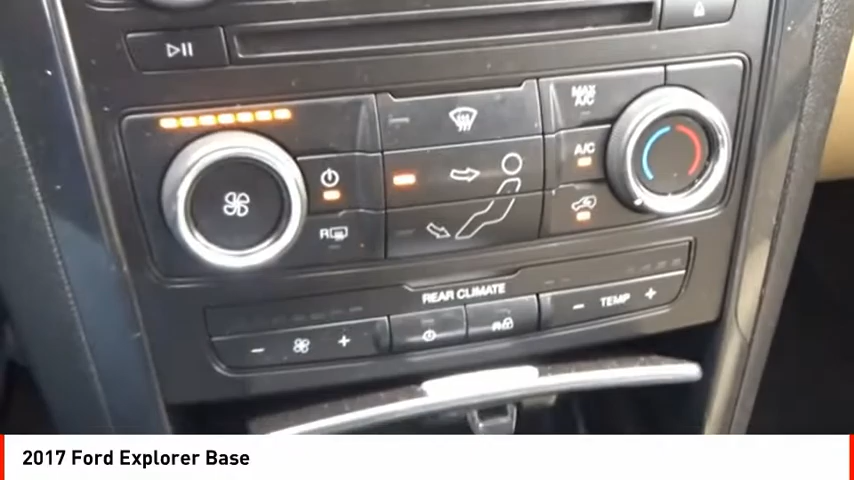 MAX
A/C
A/C
R
REAR CLIMATE
- + R - TEMP +
2017 Ford Explorer Base